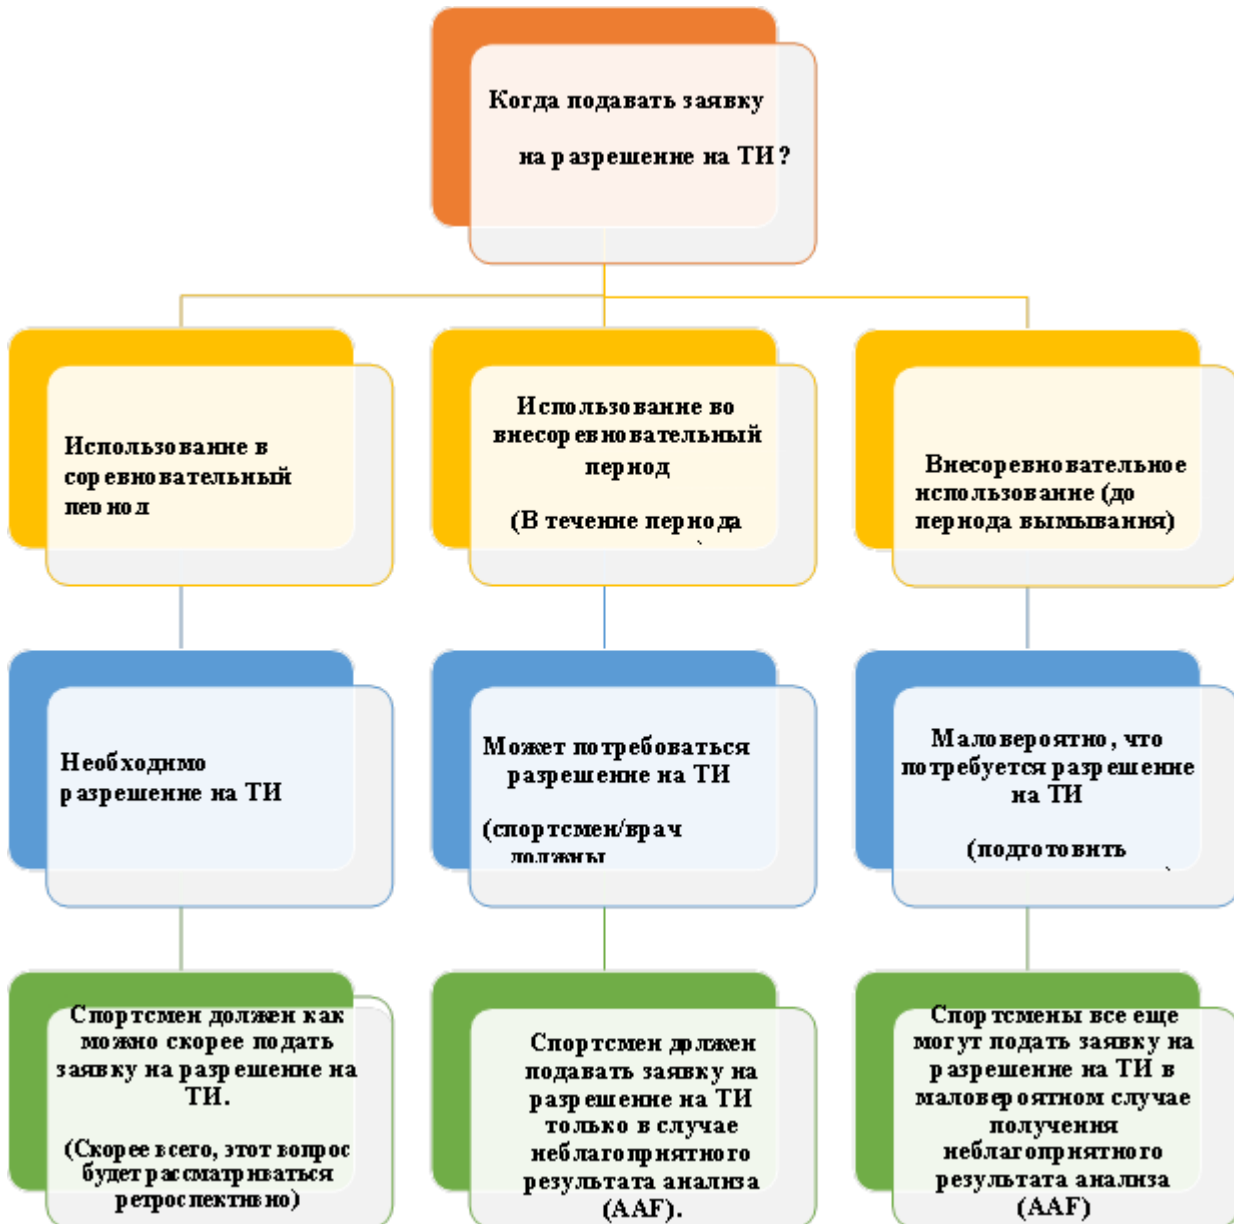 Когда подавать заявку
на разрешение на ТИ?
Использование в
соревновательный
период
Использование во
внесоревновательный
период
(В течение периода
Внесоревновательное
использование (до
периода вымывания)
Необходимо
разрешение на ТИ
Может потребоваться
разрешение на ТИ
(спортсмен/врач
должны
Маловероятно, что
потребуется разрешение
на ТИ
(подготовить
Спортсмен должен как
можно скорее подать
заявку на разрешение на
ТИ.
(Скорее всего, этот вопрос
будет рассматриваться
ретроспективно)
Спортсмен должен
подавать заявку на
разрешение на ТИ
только в случае
неблагоприятного
результата анализа
(AAF).
Спортсмены все еще
могут подать заявку на
разрешение на ТИ в
маловероятном случае
получения
неблагоприятного
результата анализа
(AAF)